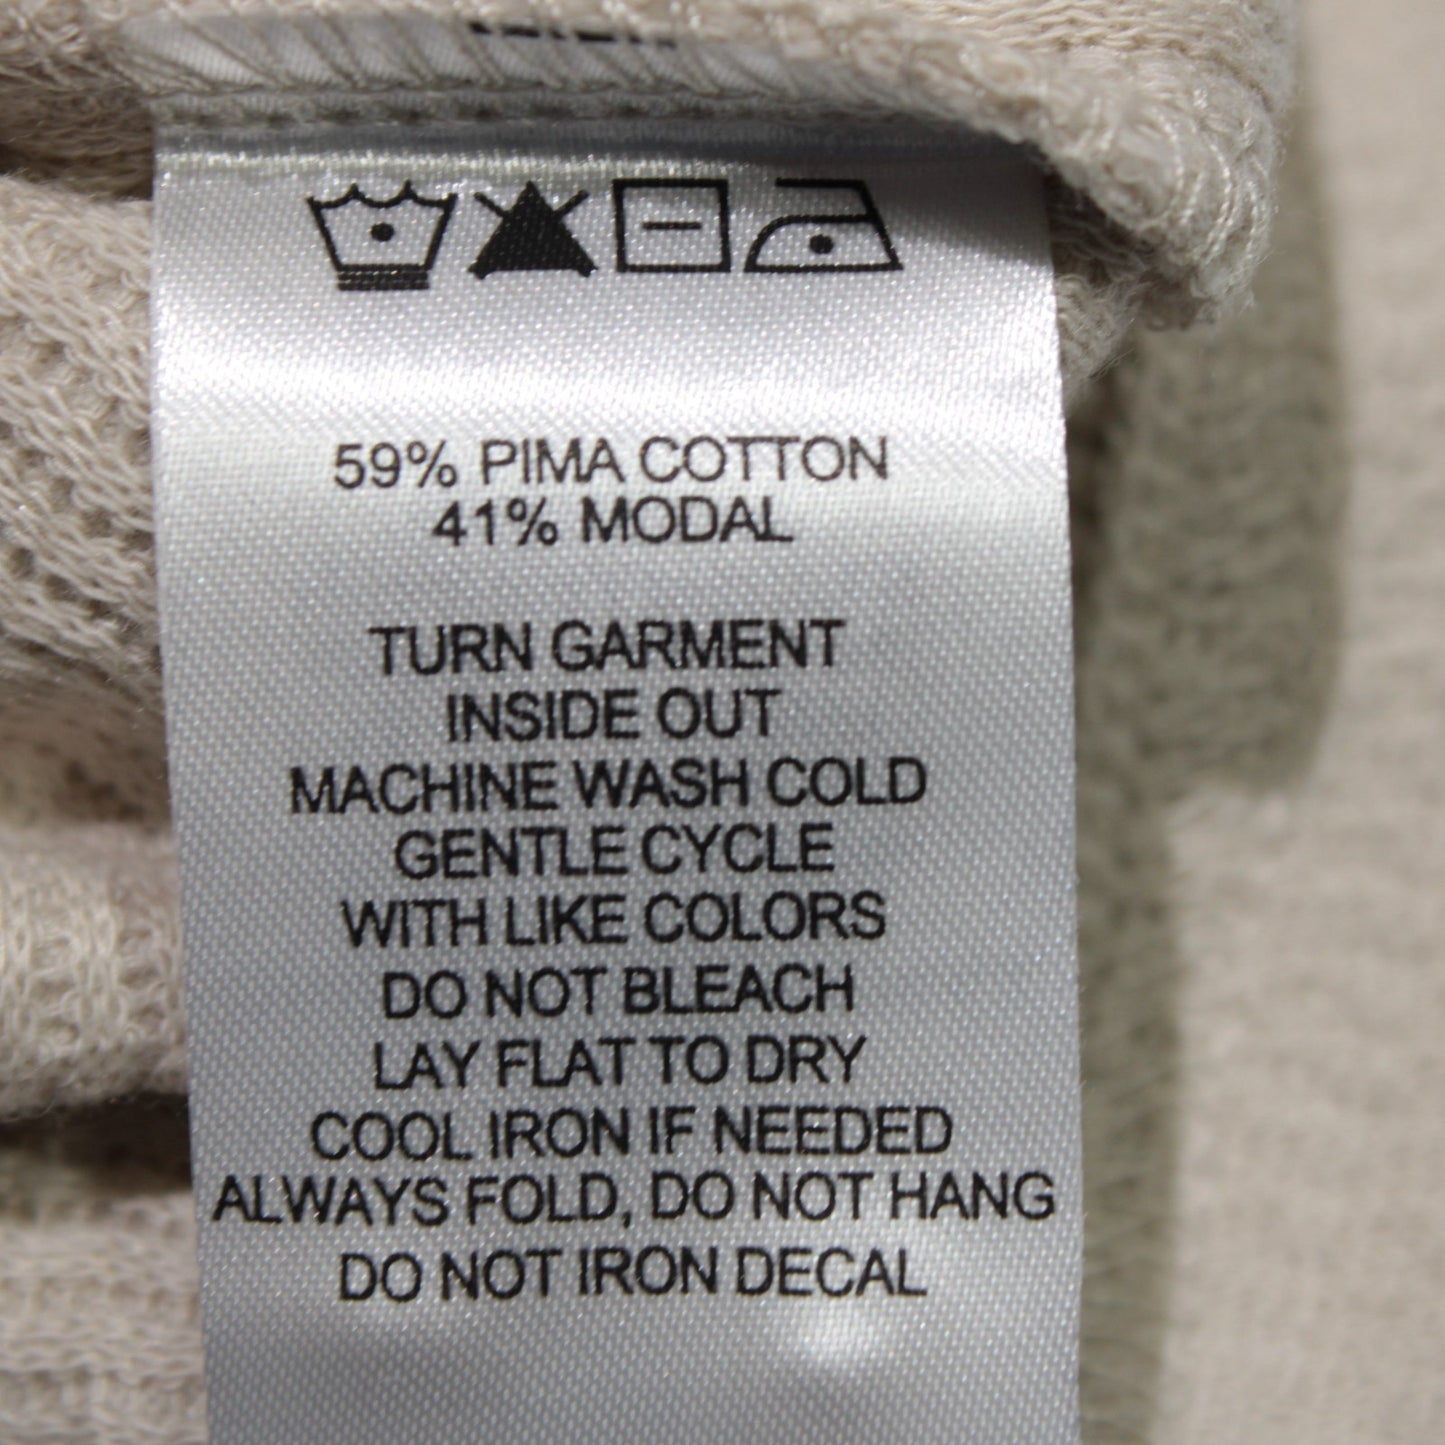 59% PIMA COTTON
41% MODAL
TURN GARMENT
INSIDE OUT
MACHINE WASH COLD
GENTLE CYCLE
WITH LIKE COLORS
DO NOT BLEACH
LAY FLAT TO DRY
COOL IRON IF NEEDED
ALWAYS FOLD, DO NOT HANG
DO NOT IRON DECAL